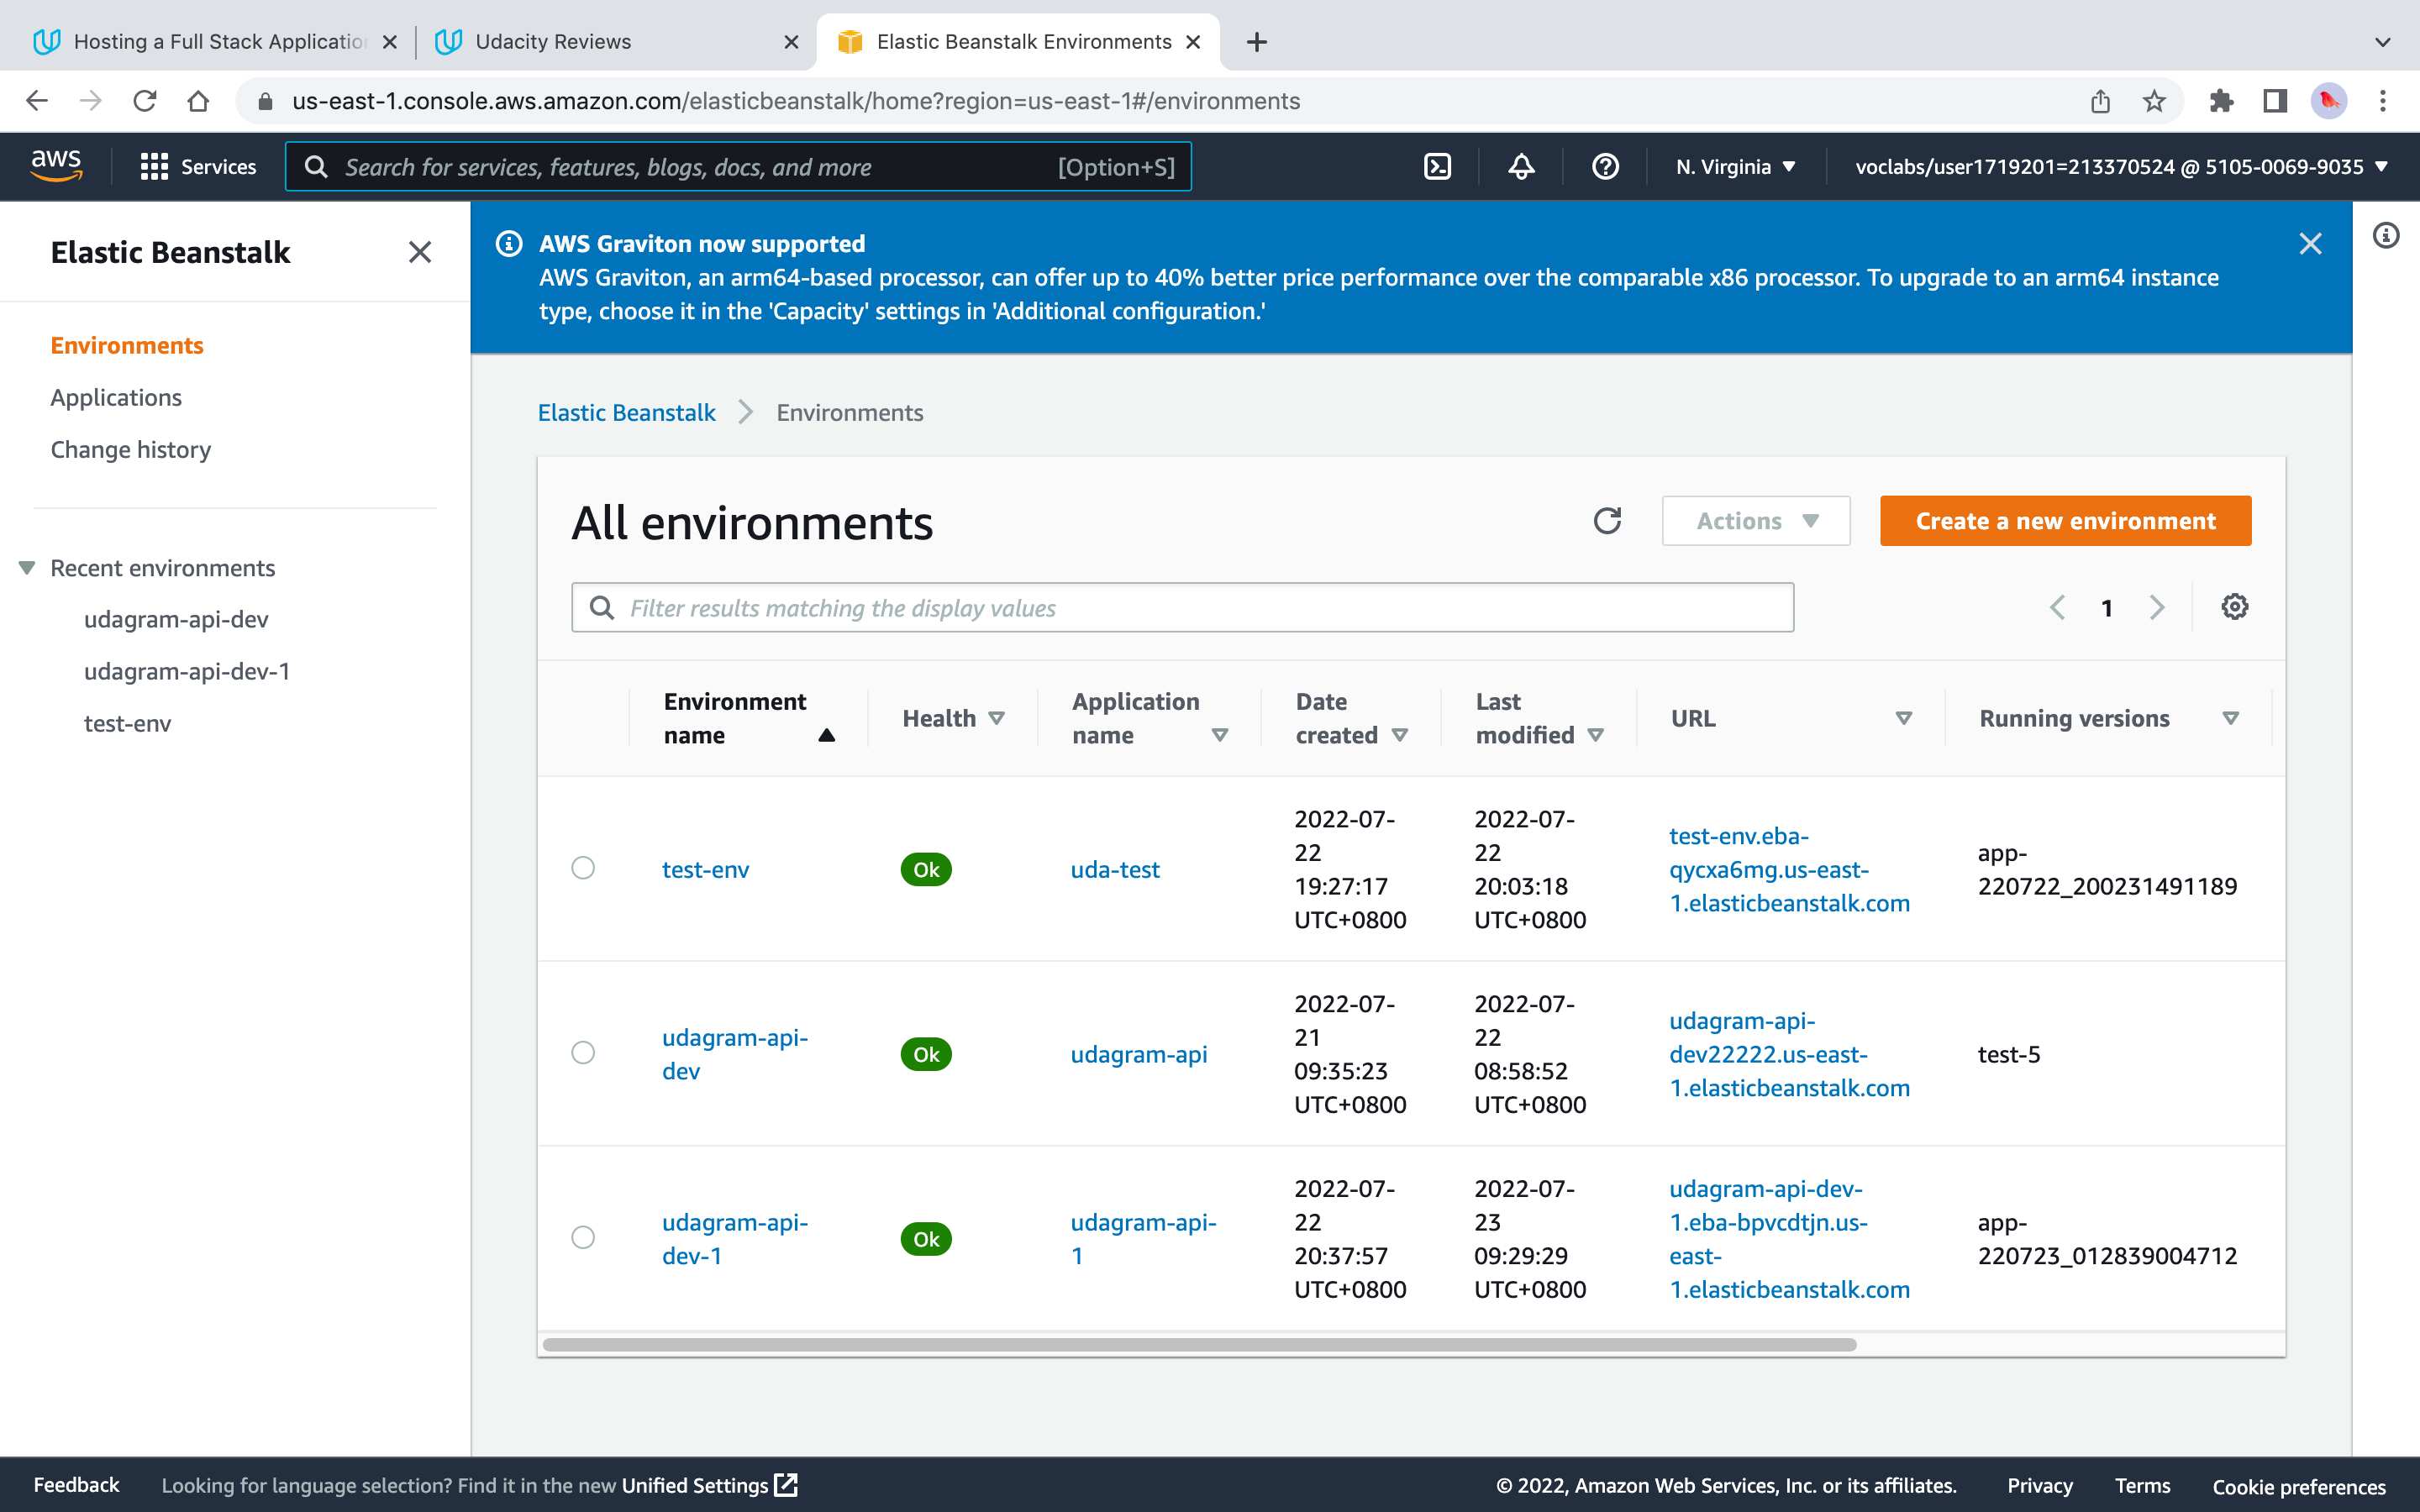 Hosting a Full Stack Application
Udacity Reviews
Elastic Beanstalk Environments
us-east-1.console.aws.amazon.com/elasticbeanstalk/home?region=us-east-1#/environments
aws
Services
Search for services, features, blogs, docs, and more
[Option+S]
N. Virginia
voclabs/user1719201=213370524 @ 5105-0069-9035
Elastic Beanstalk
Environments
Applications
Change history
Recent environments
udagram-api-dev
udagram-api-dev-1
test-env
AWS Graviton now supported
AWS Graviton, an arm64-based processor, can offer up to 40% better price performance over the comparable x86 processor. To upgrade to an arm64 instance
type, choose it in the 'Capacity' settings in 'Additional configuration.'
Elastic Beanstalk
Environments
All environments
Actions
Create a new environment
Filter results matching the display values
1
Environment
name
Health
Application
name
Date
created
Last
modified
URL
Running versions
test-env
Ok
uda-test
2022-07-
22
19:27:17
UTC+0800
2022-07-
22
20:03:18
UTC+0800
test-env.eba-
qycxa6mg.us-east-
1.elasticbeanstalk.com
app-
220722_200231491189
udagram-api-
dev
Ok
udagram-api
2022-07-
21
09:35:23
UTC+0800
2022-07-
22
08:58:52
UTC+0800
udagram-api-
dev22222.us-east-
1.elasticbeanstalk.com
test-5
udagram-api-
dev-1
Ok
udagram-api-
1
2022-07-
22
20:37:57
UTC+0800
2022-07-
23
09:29:29
UTC+0800
udagram-api-dev-
1.eba-bpvcdtjn.us-
east-
1.elasticbeanstalk.com
app-
220723_012839004712
Feedback
Looking for language selection? Find it in the new Unified Settings
© 2022, Amazon Web Services, Inc. or its affiliates.
Privacy
Terms
Cookie preferences